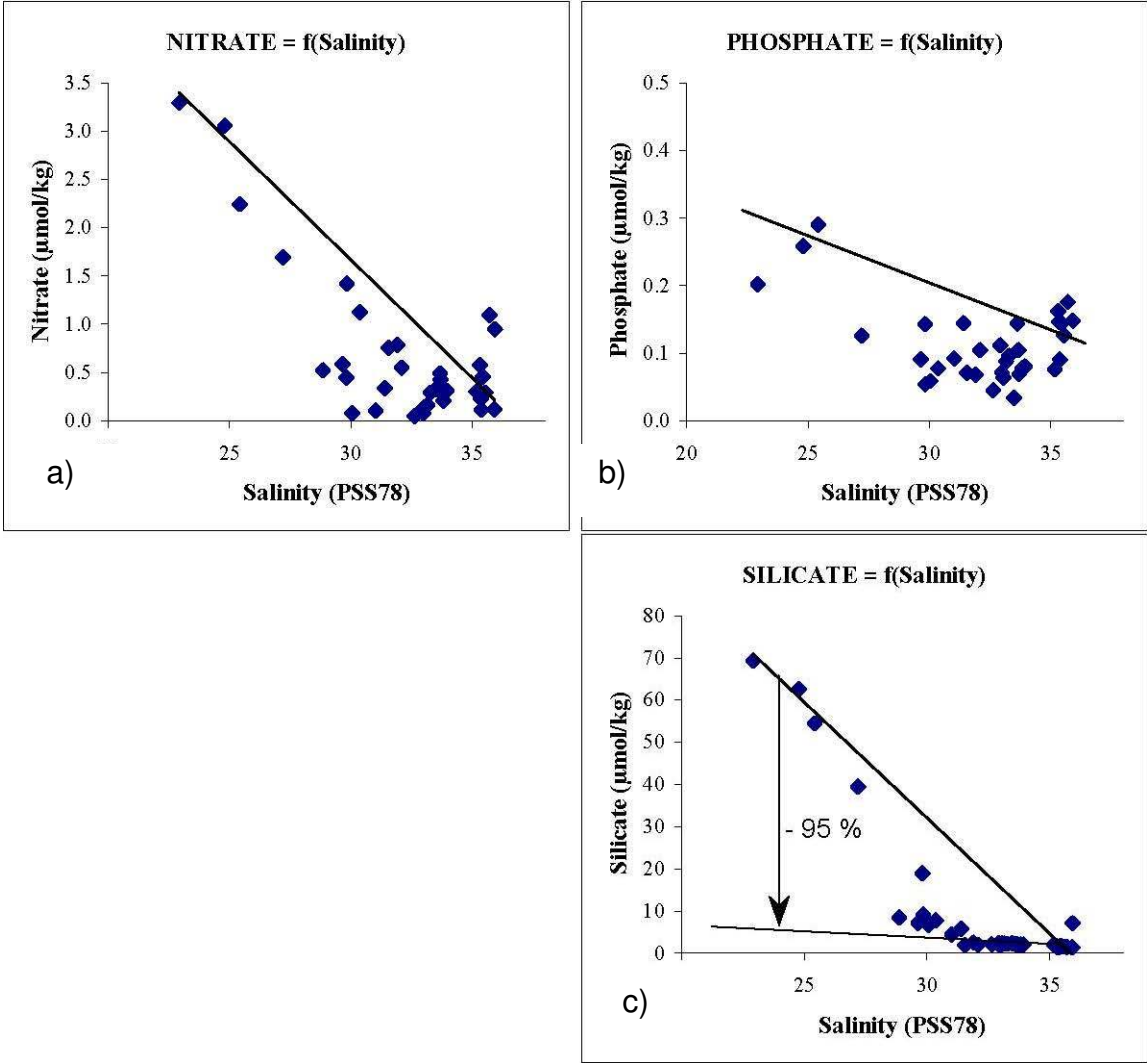 NITRATE = f(Salinity)
3.5
3.0
2.5
2.0
1.5
1.0
0.5
0.0
Nitrate (µmol/kg)
25 30 35
a)
Salinity (PSS78)
PHOSPHATE = f(Salinity)
0.5
0.4
0.3
0.2
0.1
0.0
Phosphate (µmol/kg)
20 25 30 35
b)
Salinity (PSS78)
SILICATE = f(Salinity)
80
70
60
50
40
30
20
10
0
Silicate (µmol/kg)
- 95 %
25 30 35
c)
Salinity (PSS78)